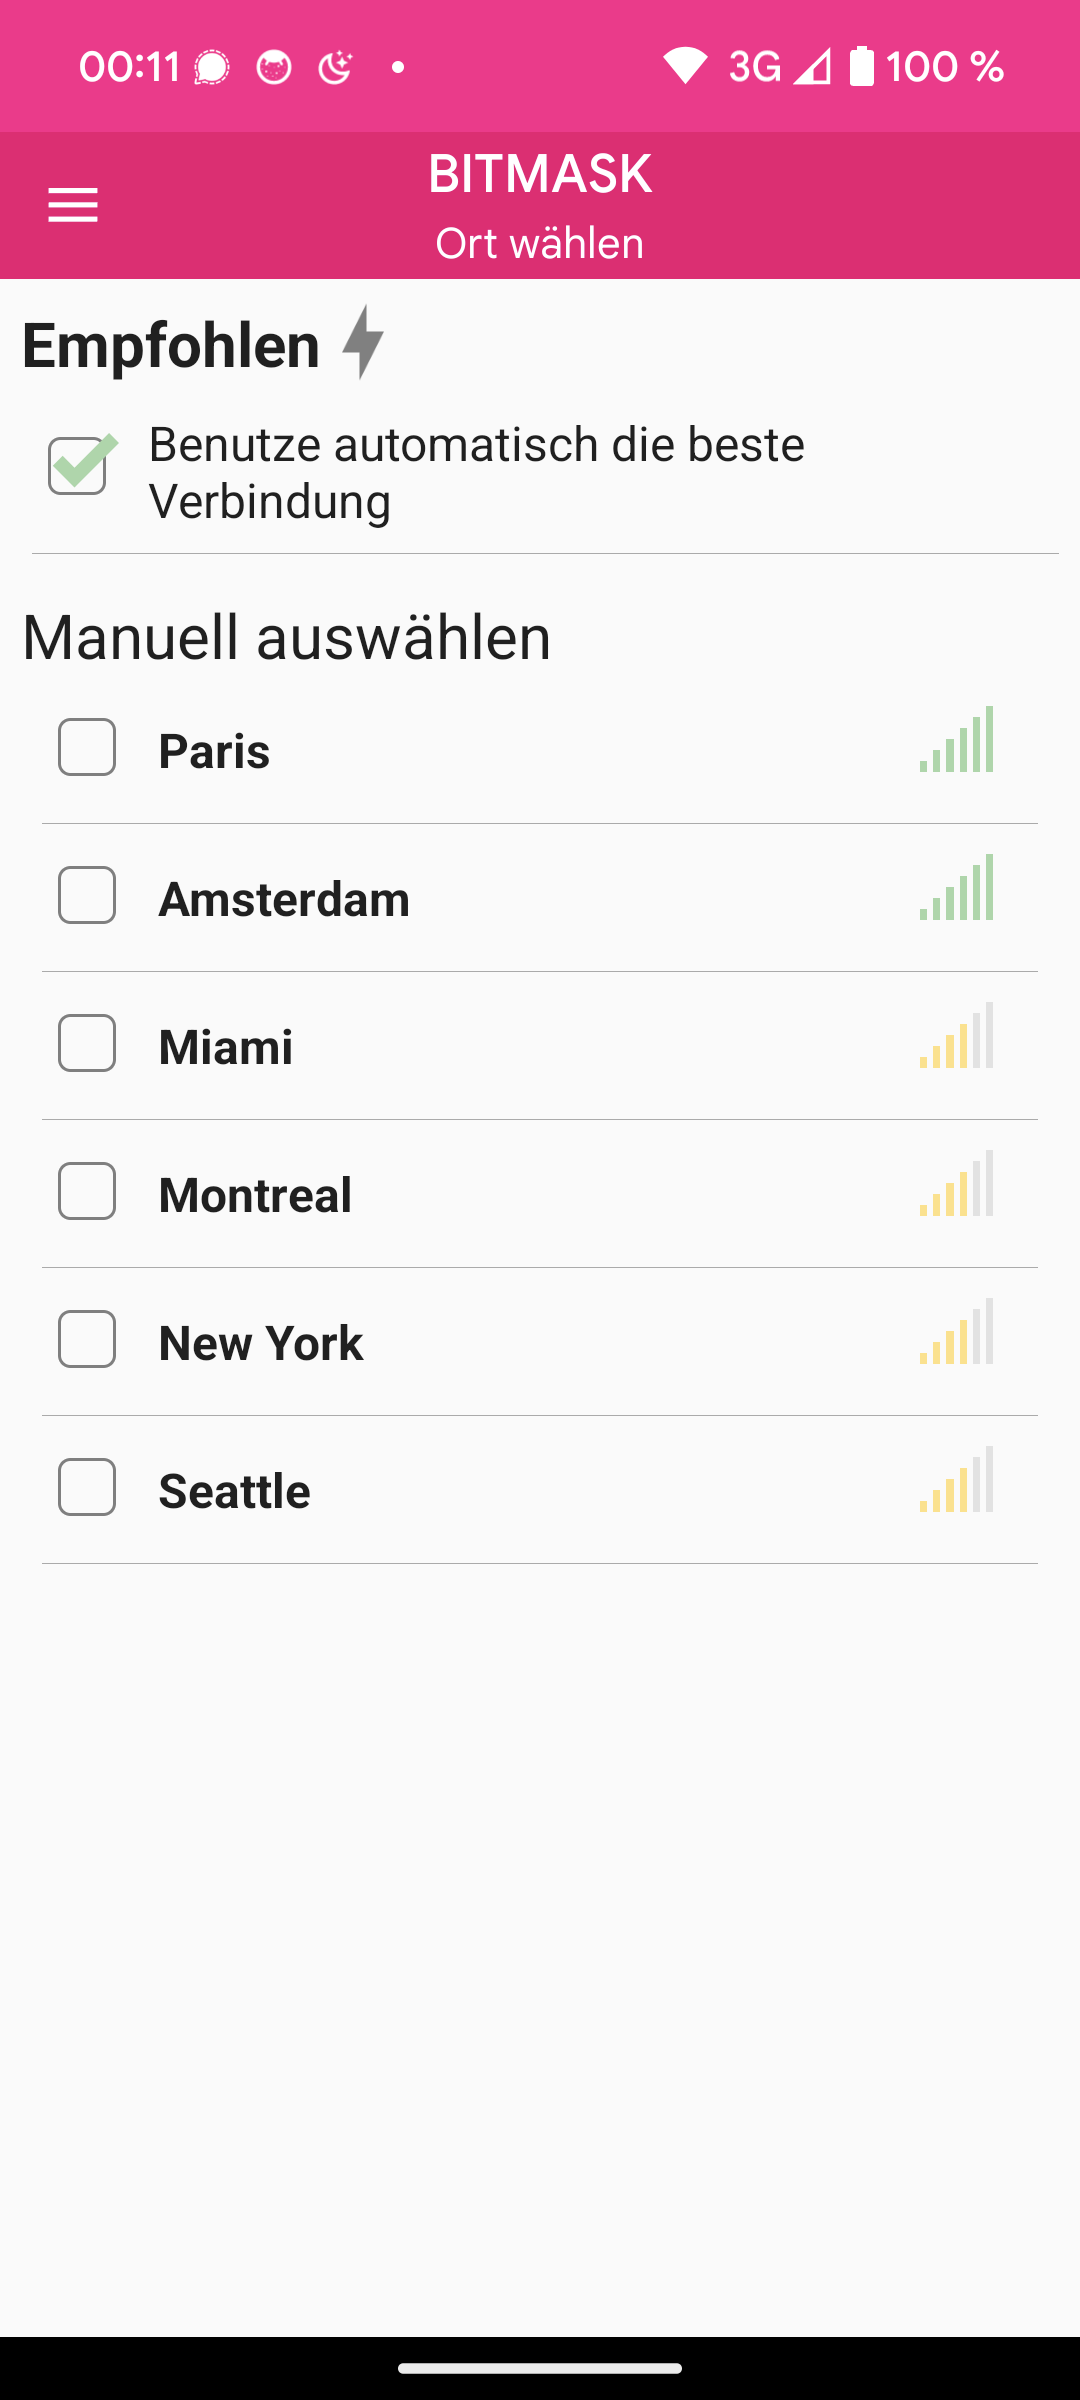 00:11 3G 100 %
BITMASK
Ort wählen
Empfohlen
Benutze automatisch die beste
Verbindung
Manuell auswählen
Paris
Amsterdam
Miami
Montreal
New York
Seattle